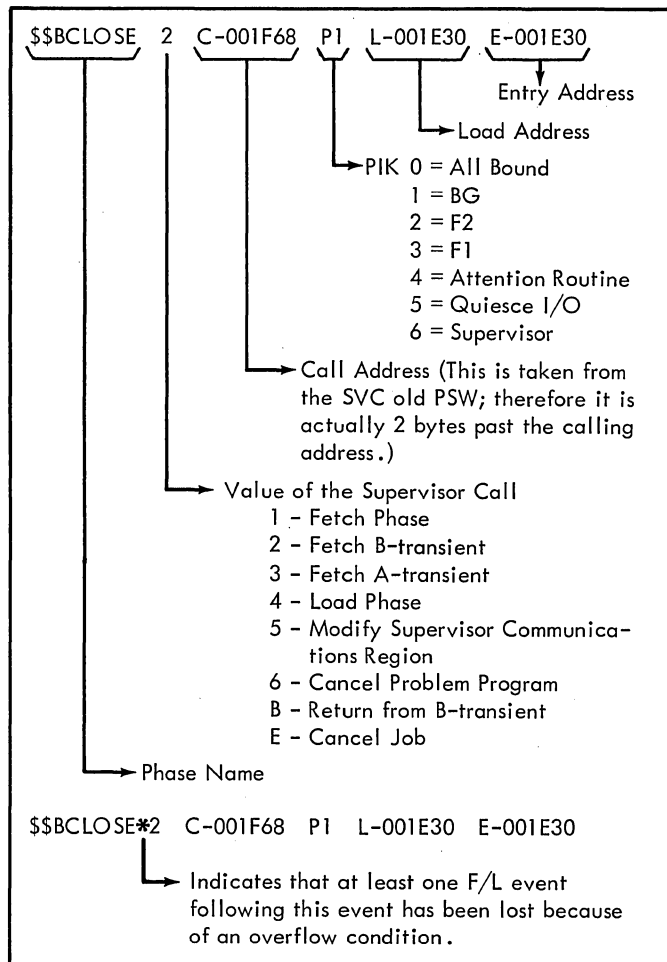 $$BCLOSE 2 C-001F68 P1 L-001E30 E-001E30
Entry Address
Load Address
PIK 0 = All Bound
1 = BG
2 = F2
3 = F1
4 = Attention Routine
5 = Quiesce I/O
6 = Supervisor
Call Address (This is taken from
the SVC old PSW; therefore it is
actually 2 bytes past the calling
address.)
Value of the Supervisor Call
1 - Fetch Phase
2 - Fetch B-transient
3 - Fetch A-transient
4 - Load Phase
5 - Modify Supervisor Communica-
tions Region
6 - Cancel Problem Program
B - Return from B-transient
E - Cancel Job
Phase Name
$$BCLOSE*2 C-001F68 P1 L-001E30 E-001E30
Indicates that at least one F/L event
following this event has been lost because
of an overflow condition.